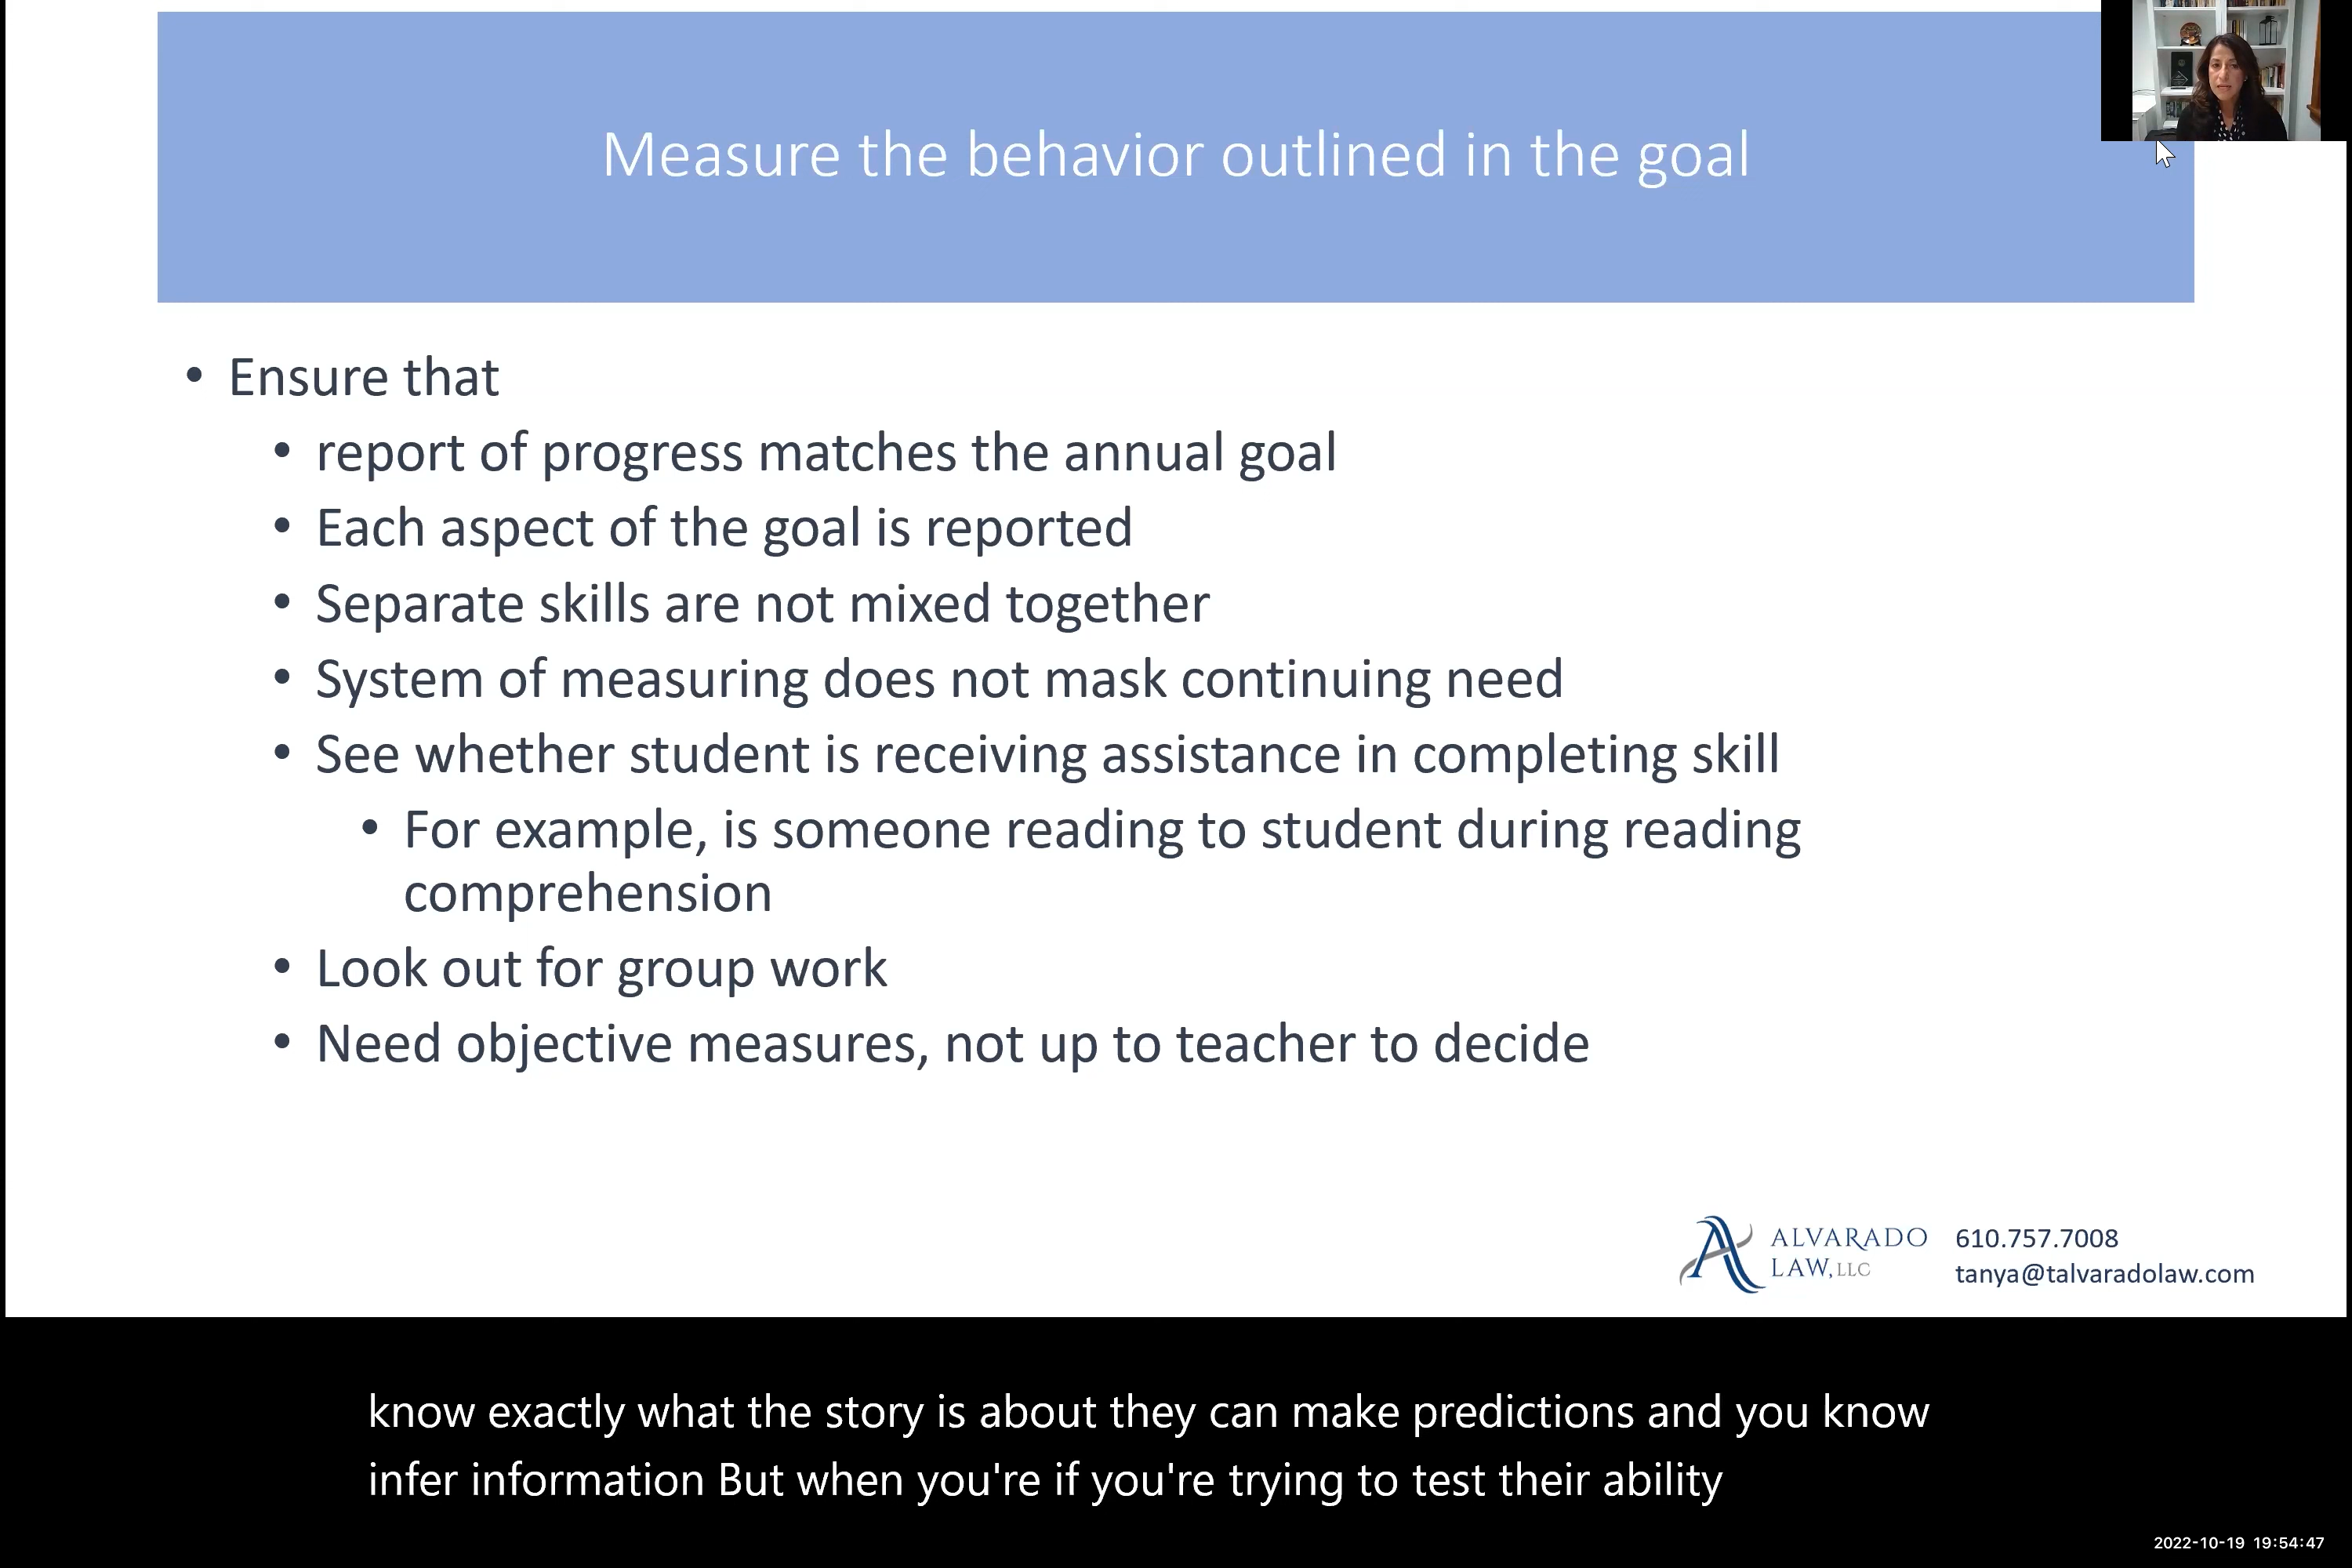 Measure the behavior outlined in the goal
• Ensure that
• report of progress matches the annual goal
• Each aspect of the goal is reported
• Separate skills are not mixed together
• System of measuring does not mask continuing need
• See whether student is receiving assistance in completing skill
• For example, is someone reading to student during reading
comprehension
• Look out for group work
• Need objective measures, not up to teacher to decide
ALVARADO
LAW, LLC
610.757.7008
tanya@talvaradolaw.com
know exactly what the story is about they can make predictions and you know
infer information But when you're if you're trying to test their ability
2022-10-19 19:54:47